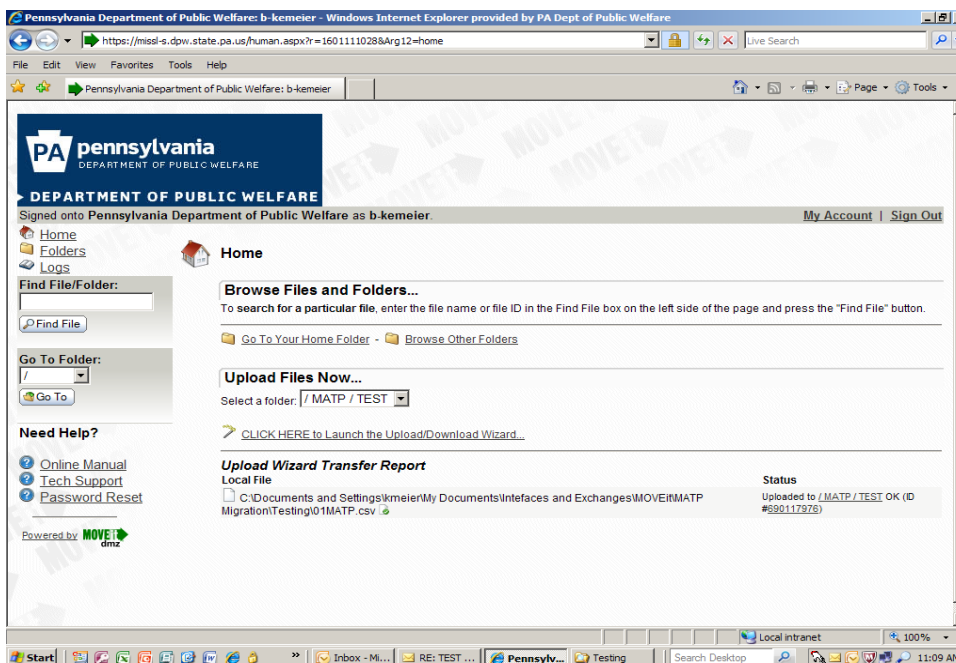 Pennsylvania Department of Public Welfare: b-kemeier - Windows Internet Explorer provided by PA Dept of Public Welfare
https://missl-s.dpw.state.pa.us/human.aspx?r=1601111028&Arg12=home
Live Search
File Edit View Favorites Tools Help
Pennsylvania Department of Public Welfare: b-kemeier
Page Tools
PA pennsylvania
DEPARTMENT OF PUBLIC WELFARE
DEPARTMENT OF PUBLIC WELFARE
Signed onto Pennsylvania Department of Public Welfare as b-kemeier.
My Account | Sign Out
Home
Folders
Logs
Find File/Folder:
Find File
Go To Folder:
/
Go To
Need Help?
Online Manual
Tech Support
Password Reset
Powered by MOVEit
dmz
Home
Browse Files and Folders...
To search for a particular file, enter the file name or file ID in the Find File box on the left side of the page and press the "Find File" button.
Go To Your Home Folder - Browse Other Folders
Upload Files Now...
Select a folder: / MATP / TEST
CLICK HERE to Launch the Upload/Download Wizard...
Upload Wizard Transfer Report
Local File Status
C:\Documents and Settings\kmeier\My Documents\Intefaces and Exchanges\MOVEit\MATP
Migration\Testing\01MATP.csv
Uploaded to / MATP / TEST OK (ID
#690117976)
Local intranet 100%
Start » Inbox - Mi... RE: TEST ... Pennsylv... Testing Search Desktop 11:09 AM